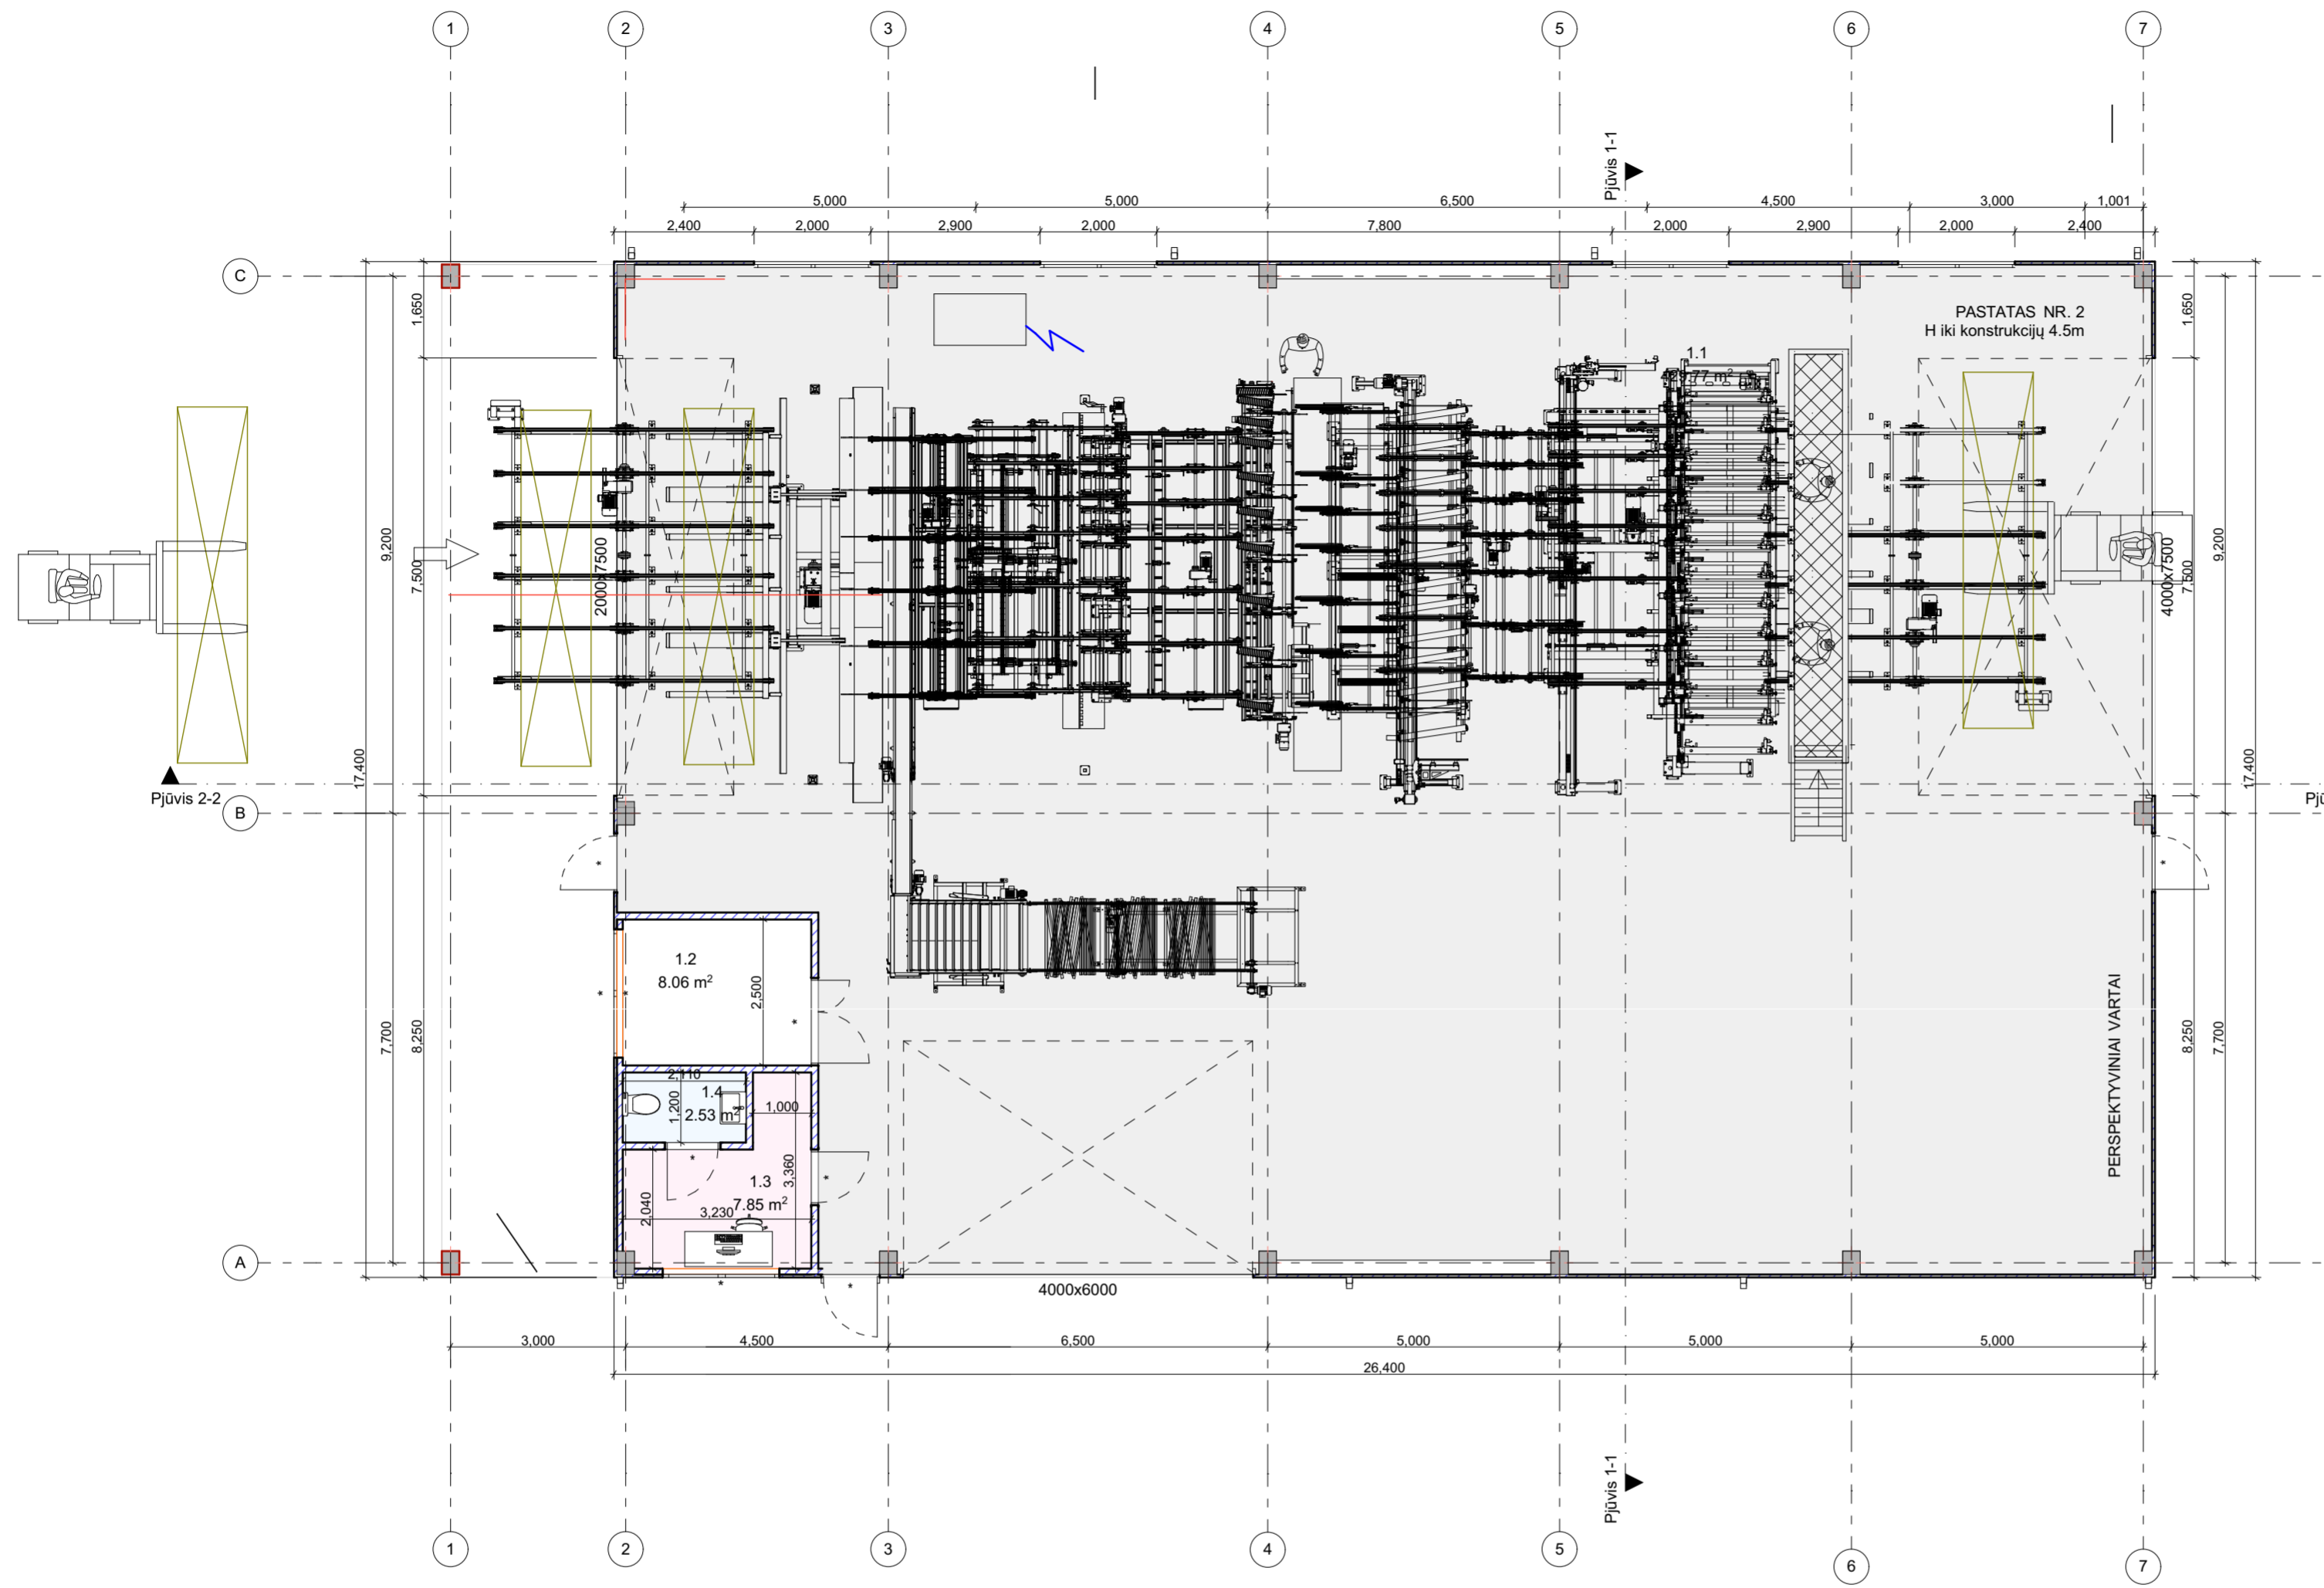 1 2 3 4 5 6 7
Pjūvis 1-1
5,000 5,000 6,500 4,500 3,000 1,001
2,400 2,000 2,900 2,000 7,800 2,000 2,900 2,000 2,400
C
1,650
1,650
PASTATAS NR. 2
H iki konstrukcijų 4.5m
1.1
77 m²
9,200
7,500
2000x7500
4000x7500
7,500
9,200
17,400
17,400
Pjūvis 2-2
B
1.2
8.06 m²
2,500
7,700
8,250
2,110
1.4
2.53 m²
1,200
1,000
3,360
1.3
7.85 m²
2,040
3,230
PERSPEKTYVINIAI VARTAI
8,250
7,700
A
4000x6000
3,000 4,500 6,500 5,000 5,000 5,000
26,400
Pjūvis 1-1
1 2 3 4 5 6 7